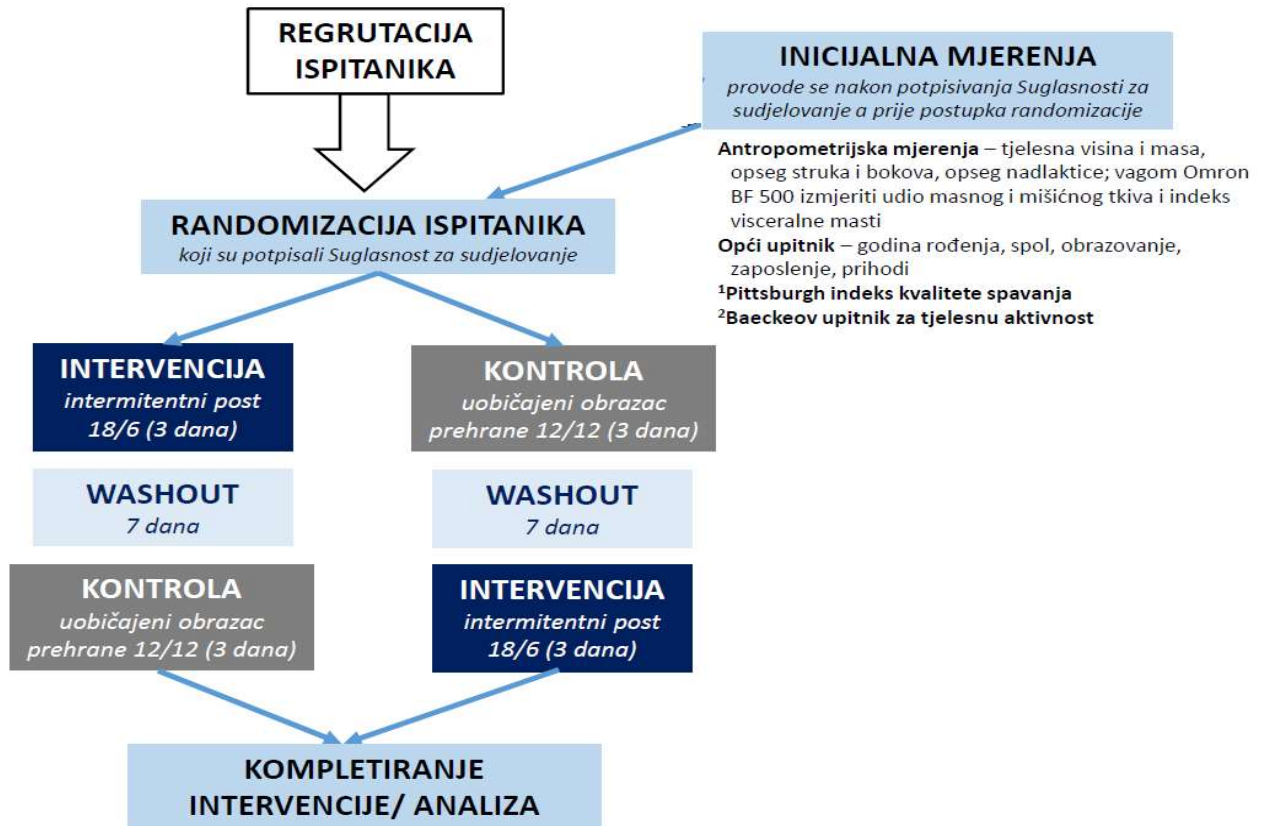 REGRUTACIJA
ISPITANIKA
INICIJALNA MJERENJA
provode se nakon potpisivanja Suglasnosti za
sudjelovanje a prije postupka randomizacije
Antropometrijska mjerenja – tjelesna visina i masa,
opseg struka i bokova, opseg nadlaktice; vagom Omron
BF 500 izmjeriti udio masnog i mišićnog tkiva i indeks
visceralne masti
Opći upitnik – godina rođenja, spol, obrazovanje,
zaposlenje, prihodi
¹Pittsburgh indeks kvalitete spavanja
²Baeckeov upitnik za tjelesnu aktivnost
RANDOMIZACIJA ISPITANIKA
koji su potpisali Suglasnost za sudjelovanje
INTERVENCIJA
intermitentni post
18/6 (3 dana)
KONTROLA
uobičajeni obrazac
prehrane 12/12 (3 dana)
WASHOUT
7 dana
WASHOUT
7 dana
KONTROLA
uobičajeni obrazac
prehrane 12/12 (3 dana)
INTERVENCIJA
intermitentni post
18/6 (3 dana)
KOMPLETIRANJE
INTERVENCIJE/ ANALIZA